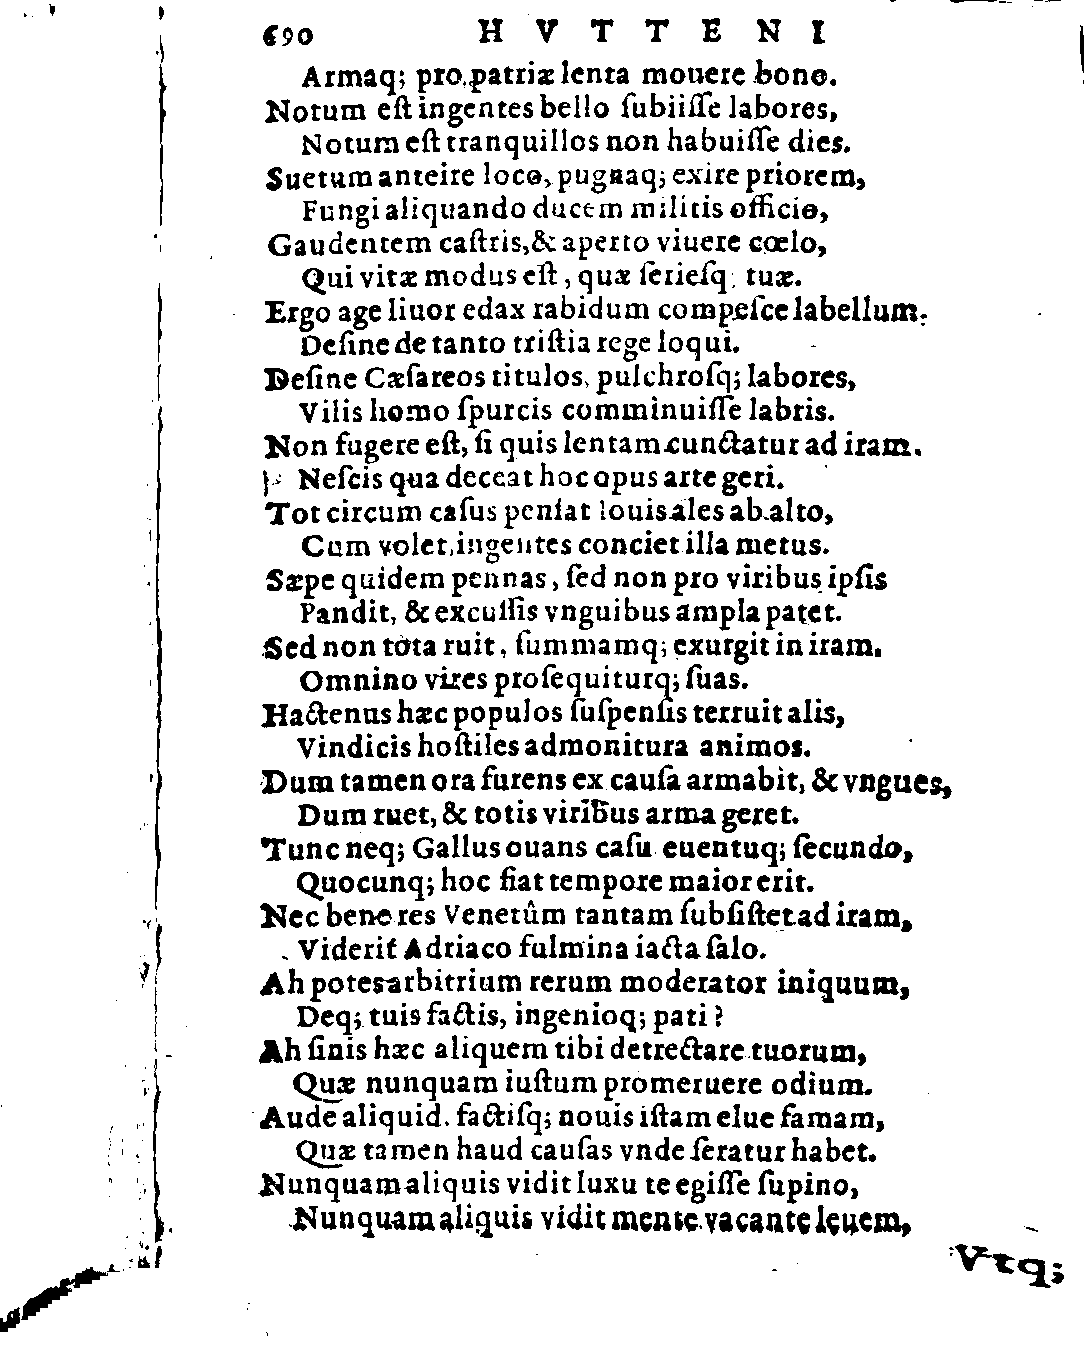 690 HVTTENI
Armaq; pro patriæ lenta mouere bono.
Notum eſt ingentes bello ſubiiſſe labores,
Notum eſt tranquillos non habuiſſe dies.
Suetum anteire loco, pugnaq; exire priorem,
Fungi aliquando ducem militis officio,
Gaudentem caſtris, & aperto viuere cœlo,
Qui vitæ modus eſt, quæ ſerieſq; tuæ.
Ergo age liuor edax rabidum compeſce labellum:
Deſine de tanto triſtia rege loqui.
Deſine Cæſareos titulos, pulchroſq; labores,
Vilis homo ſpurcis comminuiſſe labris.
Non fugere eſt, ſi quis lentam cunctatur ad iram.
Neſcis qua deceat hoc opus arte geri.
Tot circum caſus penſat Iouis ales ab alto,
Cum volet, ingentes conciet illa metus.
Sæpe quidem pennas, ſed non pro viribus ipſis
Pandit, & excuſſis vnguibus ampla patet.
Sed non tota ruit, ſummamq; exurgit in iram.
Omnino vires proſequiturq; ſuas.
Hactenus hæc populos ſuſpenſis terruit alis,
Vindicis hoſtiles admonitura animos.
Dum tamen ora furens ex cauſa armabit, & vngues,
Dum ruet, & totis viribus arma geret.
Tunc neq; Gallus ouans caſu euentuq; ſecundo,
Quocunq; hoc fiat tempore maior erit.
Nec bene res Venetûm tantam ſubſiſtet ad iram,
Viderit Adriaco fulmina iacta ſalo.
Ah potes arbitrium rerum moderator iniquum,
Deq; tuis factis, ingenioq; pati?
Ah ſinis hæc aliquem tibi detrectare tuorum,
Quæ nunquam iuſtum promeruere odium.
Aude aliquid. factiſq; nouis iſtam elue famam,
Quæ tamen haud cauſas vnde feratur habet.
Nunquam aliquis vidit luxu te egiſſe ſupino,
Nunquam aliquis vidit mente vacante leuem,
Vtq;